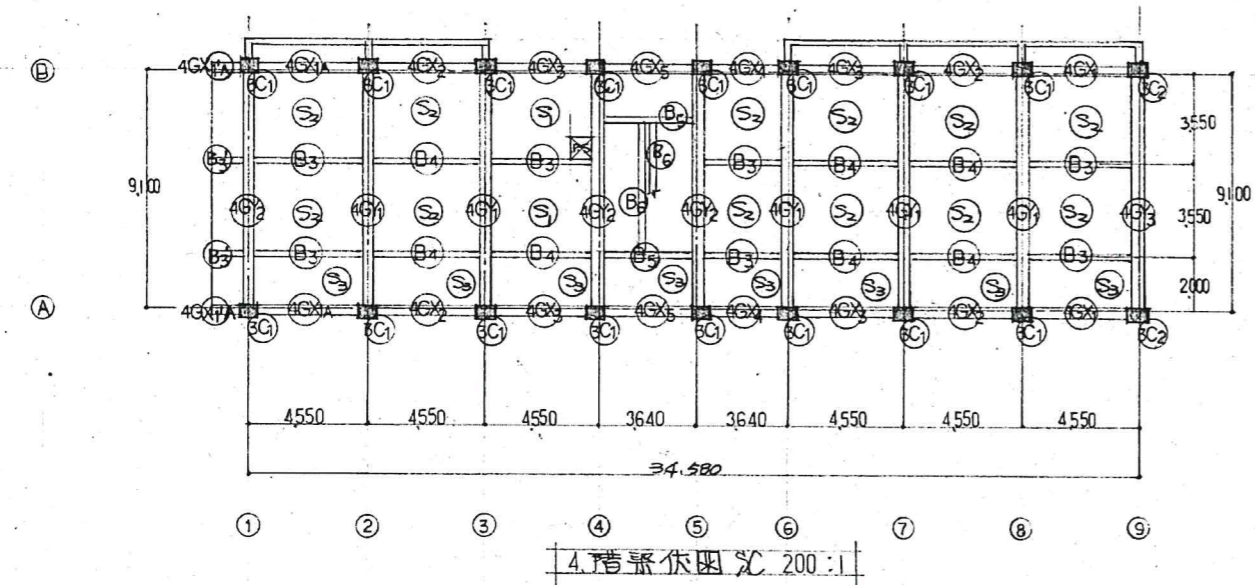 B 4GX1A 4GX1A 4GX2 4GX3 4GX5 4GX4 4GX3 4GX2 4GX1
3C1 3C1 3C1 3C1 3C1 3C1 3C1 3C1 3C2
S2 S2 S1 B5 S2 S2 S2 S2 3,550
B3' B3 B4 B3 B6 B3 B4 B4 B3
9,100 9,100
4GY2 4GY1 4GY1 4GY2 4GY2 4GY1 4GY1 4GY1 4GY3
S2 S2 S1 S2 S2 S2 S2 3,550
B3' B3 B4 B4 B5 B3 B4 B4 B3
S3 S3 S3 S3 S3 S3 S3 S3 2,000
A 4GX1A 4GX1A 4GX2 4GX3 4GX5 4GX4 4GX3 4GX2 4GX1
3C1 3C1 3C1 3C1 3C1 3C1 3C1 3C1 3C2
4,550 4,550 4,550 3,640 3,640 4,550 4,550 4,550
34.580
1 2 3 4 5 6 7 8 9
4.階梁伏図 SC 200:1